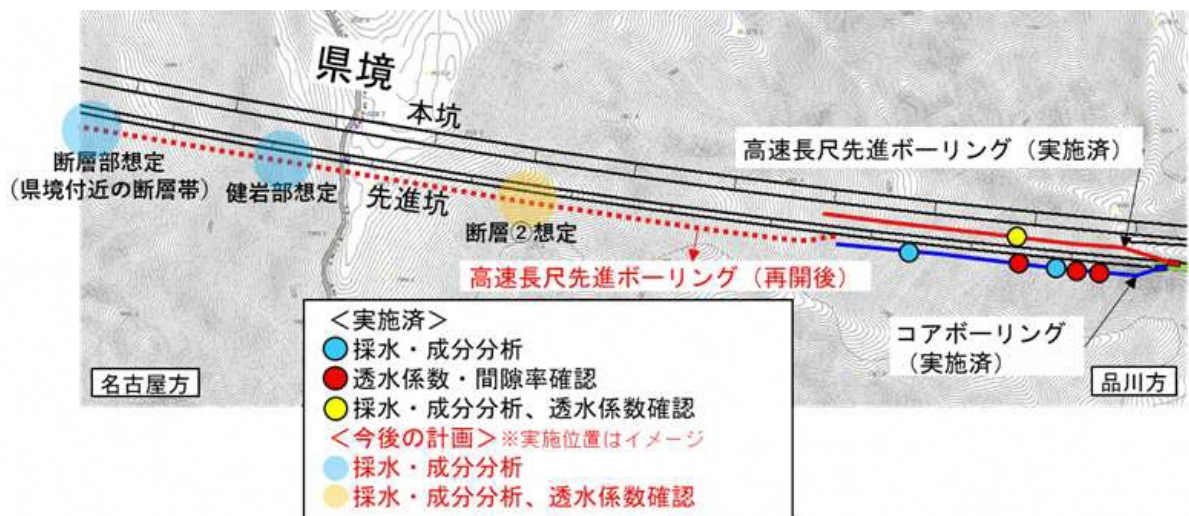 県境
本坑
高速長尺先進ボーリング（実施済）
断層部想定
（県境付近の断層帯）
健岩部想定
先進坑
断層②想定
高速長尺先進ボーリング（再開後）
コアボーリング
（実施済）
名古屋方
品川方
＜実施済＞
採水・成分分析
透水係数・間隙率確認
採水・成分分析、透水係数確認
＜今後の計画＞※実施位置はイメージ
採水・成分分析
採水・成分分析、透水係数確認